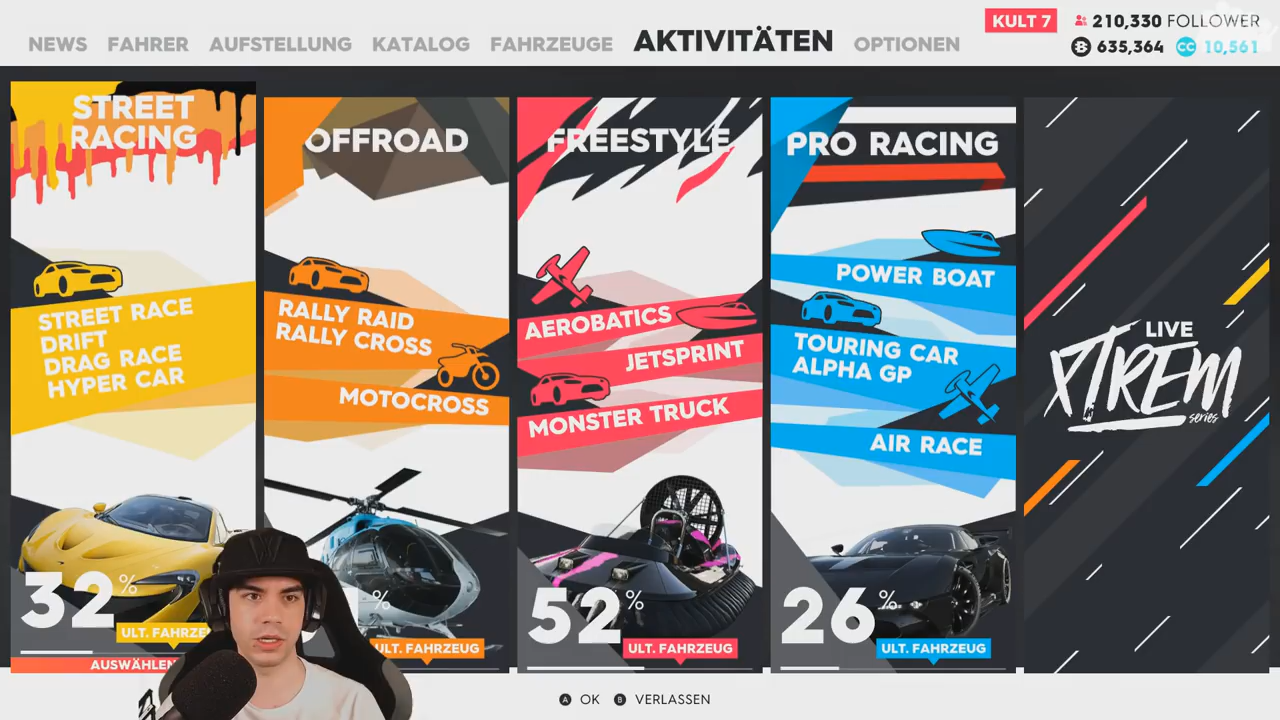 NEWS FAHRER AUFSTELLUNG KATALOG FAHRZEUGE AKTIVITÄTEN OPTIONEN
KULT 7 210,330 FOLLOWER
635,364 CC 10,561
STREET
RACING
STREET RACE
DRIFT
DRAG RACE
HYPER CAR
32%
AUSWÄHLEN
OFFROAD
RALLY RAID
RALLY CROSS
MOTOCROSS
%
ULT. FAHRZEUG
FREESTYLE
AEROBATICS
JETSPRINT
MONSTER TRUCK
52%
ULT. FAHRZEUG
PRO RACING
POWER BOAT
TOURING CAR
ALPHA GP
AIR RACE
26%
ULT. FAHRZEUG
LIVE
XTREM
series
A OK B VERLASSEN